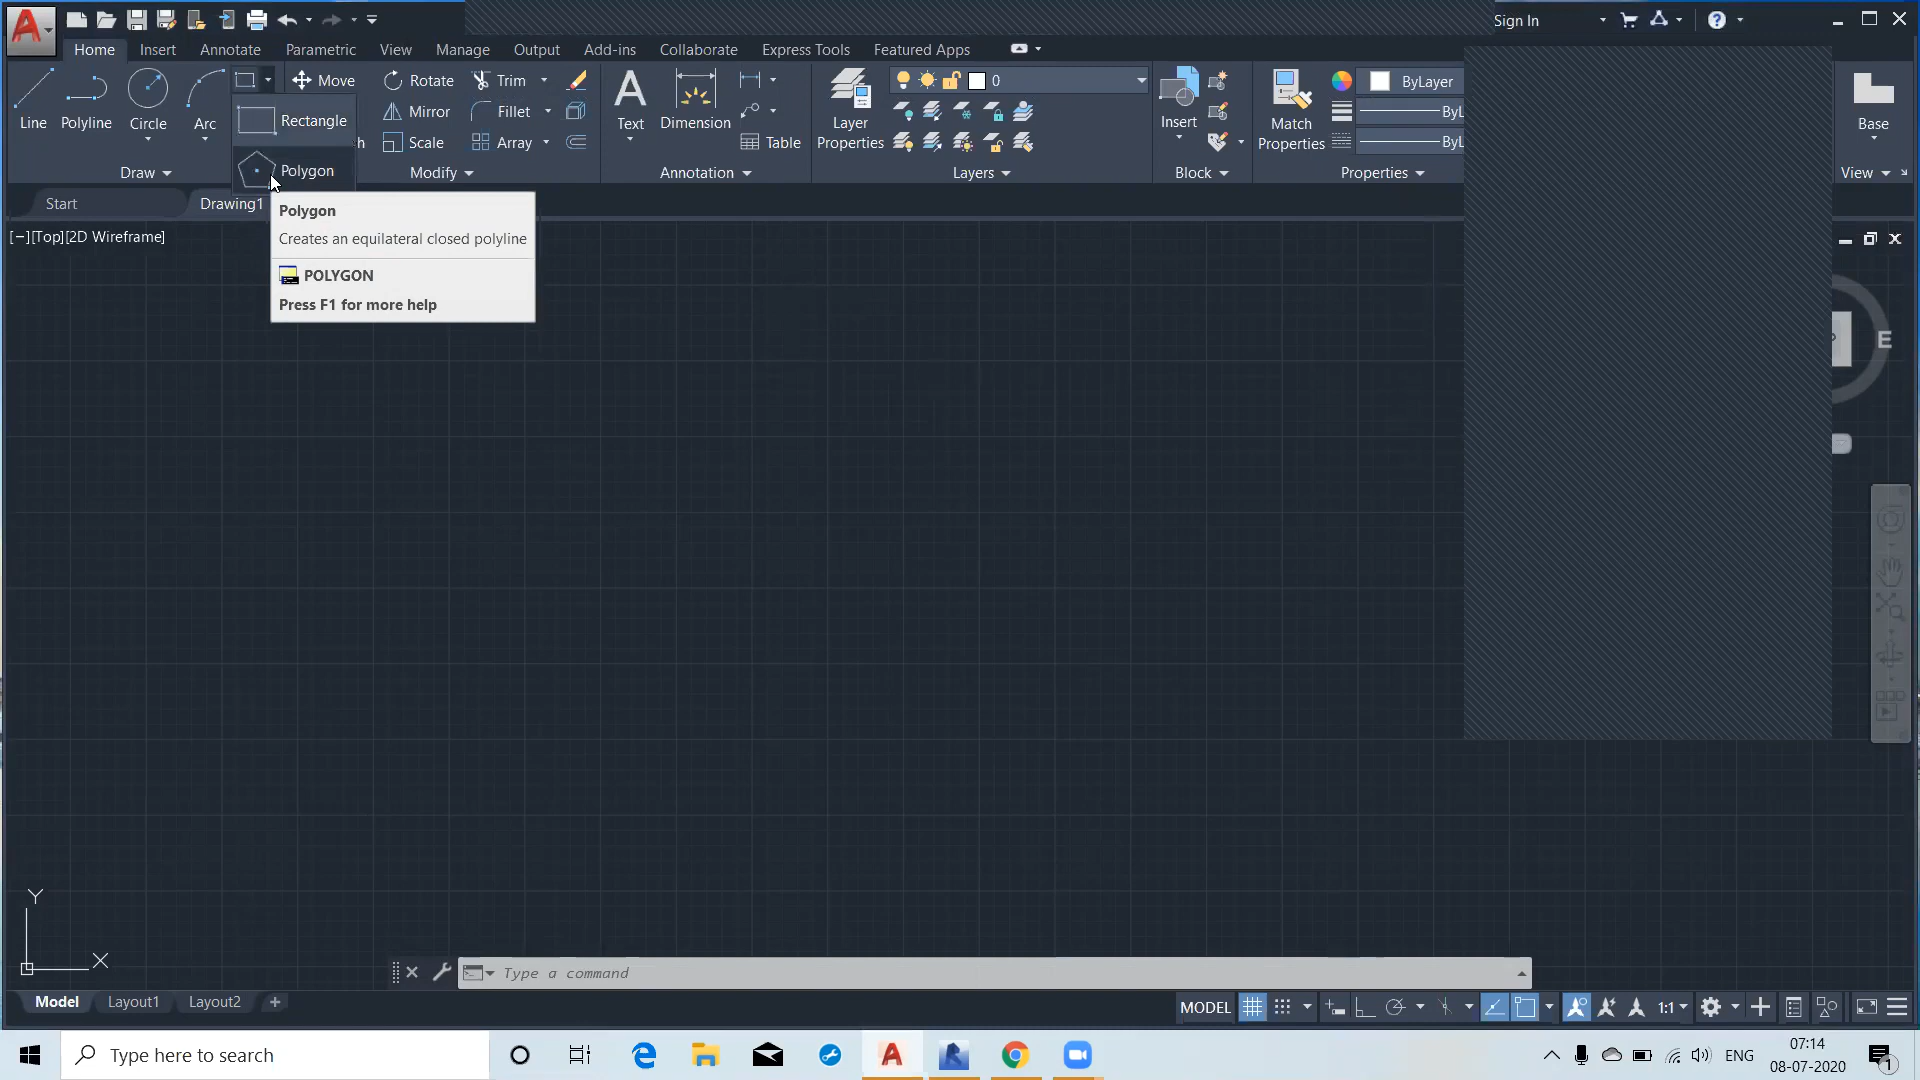 Sign In
Home Insert Annotate Parametric View Manage Output Add-ins Collaborate Express Tools Featured Apps
Move Rotate Trim 0 ByLayer
Line Polyline Circle Arc Rectangle Mirror Fillet Text Dimension Layer Properties Insert Match Properties ByL Base
h Scale Array Table ByL
Polygon
Draw Modify Annotation Layers Block Properties View
Start Drawing1
Polygon
[−][Top][2D Wireframe]
Creates an equilateral closed polyline
POLYGON
Press F1 for more help
E
Y
X
Type a command
Model Layout1 Layout2 +
MODEL 1:1
Type here to search
ENG
07:14
08-07-2020
1